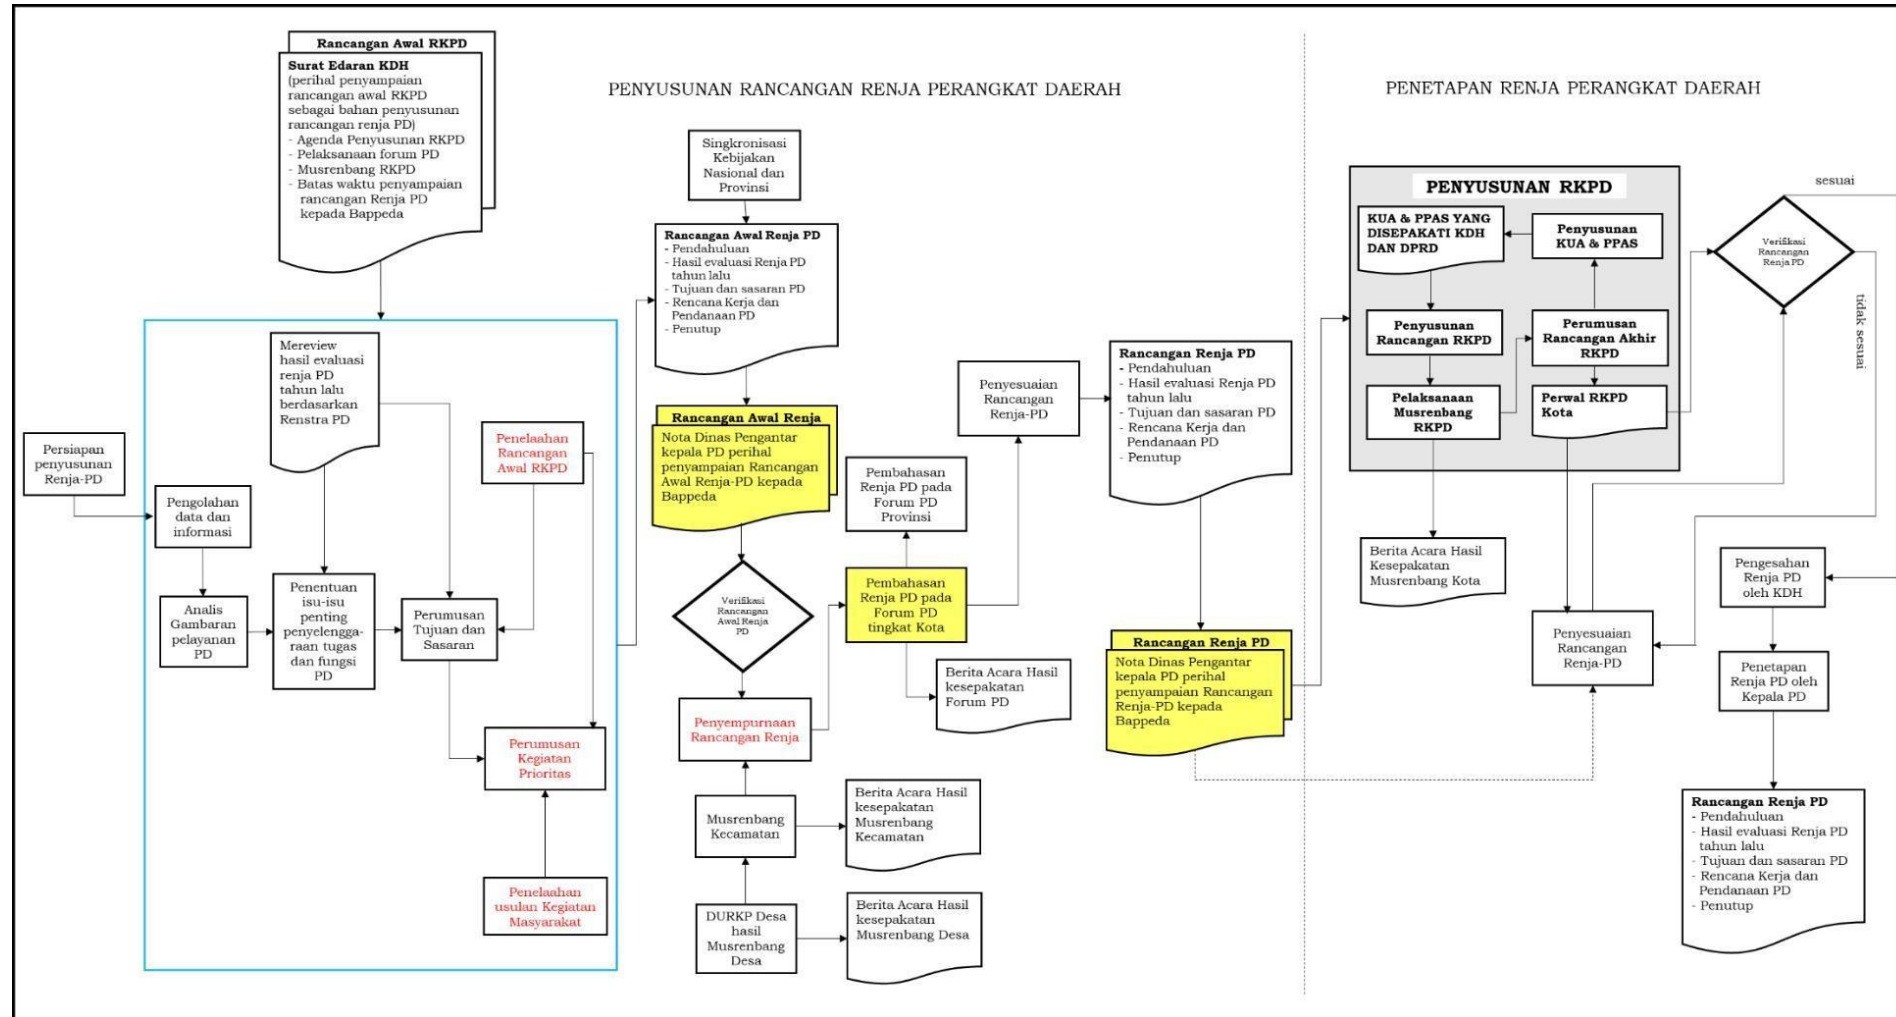 Rancangan Awal RKPD
Surat Edaran KDH
(perihal penyampaian
rancangan awal RKPD
sebagai bahan penyusunan
rancangan renja PD)
- Agenda Penyusunan RKPD
- Pelaksanaan forum PD
- Musrenbang RKPD
- Batas waktu penyampaian
rancangan Renja PD
kepada Bappeda
PENYUSUNAN RANCANGAN RENJA PERANGKAT DAERAH
PENETAPAN RENJA PERANGKAT DAERAH
Persiapan
penyusunan
Renja-PD
Mereview
hasil evaluasi
renja PD
tahun lalu
berdasarkan
Renstra PD
Penelaahan
Rancangan
Awal RKPD
Pengolahan
data dan
informasi
Analis
Gambaran
pelayanan
PD
Penentuan
isu-isu
penting
penyelengga-
raan tugas
dan fungsi
PD
Perumusan
Tujuan dan
Sasaran
Perumusan
Kegiatan
Prioritas
Penelaahan
usulan Kegiatan
Masyarakat
Singkronisasi
Kebijakan
Nasional dan
Provinsi
Rancangan Awal Renja PD
- Pendahuluan
- Hasil evaluasi Renja PD
tahun lalu
- Tujuan dan sasaran PD
- Rencana Kerja dan
Pendanaan PD
- Penutup
Rancangan Awal Renja
Nota Dinas Pengantar
kepala PD perihal
penyampaian Rancangan
Awal Renja-PD kepada
Bappeda
Verifikasi
Rancangan
Awal Renja
PD
Penyempurnaan
Rancangan Renja
Musrenbang
Kecamatan
DURKP Desa
hasil
Musrenbang
Desa
Berita Acara Hasil
kesepakatan
Musrenbang
Kecamatan
Berita Acara Hasil
kesepakatan
Musrenbang Desa
Pembahasan
Renja PD pada
Forum PD
Provinsi
Pembahasan
Renja PD pada
Forum PD
tingkat Kota
Berita Acara Hasil
kesepakatan
Forum PD
Penyesuaian
Rancangan
Renja-PD
Rancangan Renja PD
- Pendahuluan
- Hasil evaluasi Renja PD
tahun lalu
- Tujuan dan sasaran PD
- Rencana Kerja dan
Pendanaan PD
- Penutup
Rancangan Renja PD
Nota Dinas Pengantar
kepala PD perihal
penyampaian Rancangan
Renja-PD kepada
Bappeda
PENYUSUNAN RKPD
KUA & PPAS YANG
DISEPAKATI KDH
DAN DPRD
Penyusunan
KUA & PPAS
Penyusunan
Rancangan RKPD
Perumusan
Rancangan Akhir
RKPD
Pelaksanaan
Musrenbang
RKPD
Perwal RKPD
Kota
Berita Acara Hasil
Kesepakatan
Musrenbang Kota
Penyesuaian
Rancangan
Renja-PD
Verifikasi
Rancangan
Renja PD
sesuai
tidak sesuai
Pengesahan
Renja PD
oleh KDH
Penetapan
Renja PD oleh
Kepala PD
Rancangan Renja PD
- Pendahuluan
- Hasil evaluasi Renja PD
tahun lalu
- Tujuan dan sasaran PD
- Rencana Kerja dan
Pendanaan PD
- Penutup